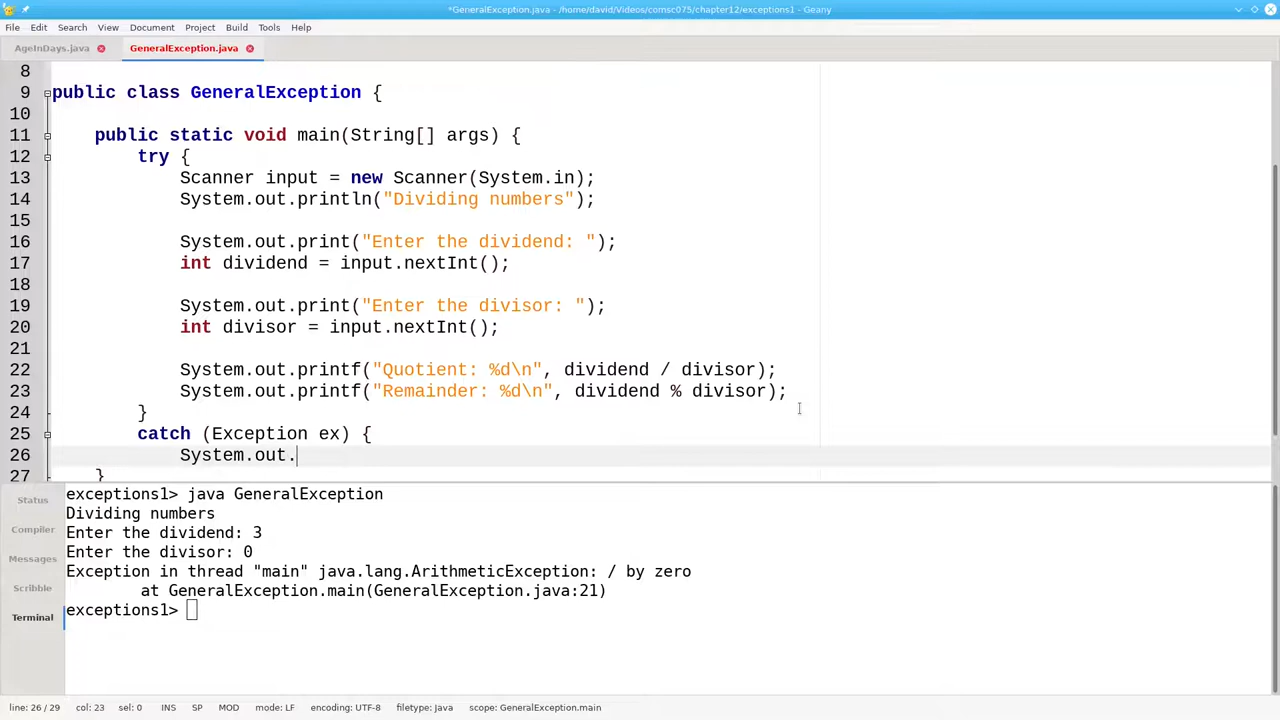 *GeneralException.java - /home/david/Videos/comsc075/chapter12/exceptions1 - Geany
File Edit Search View Document Project Build Tools Help
AgeInDays.java GeneralException.java
8
9 public class GeneralException {
10
11 public static void main(String[] args) {
12 try {
13 Scanner input = new Scanner(System.in);
14 System.out.println("Dividing numbers");
15
16 System.out.print("Enter the dividend: ");
17 int dividend = input.nextInt();
18
19 System.out.print("Enter the divisor: ");
20 int divisor = input.nextInt();
21
22 System.out.printf("Quotient: %d\n", dividend / divisor);
23 System.out.printf("Remainder: %d\n", dividend % divisor);
24 }
25 catch (Exception ex) {
26 System.out.
27 }
Status
Compiler
Messages
Scribble
Terminal
exceptions1> java GeneralException
Dividing numbers
Enter the dividend: 3
Enter the divisor: 0
Exception in thread "main" java.lang.ArithmeticException: / by zero
at GeneralException.main(GeneralException.java:21)
exceptions1>
line: 26 / 29 col: 23 sel: 0 INS SP MOD mode: LF encoding: UTF-8 filetype: Java scope: GeneralException.main